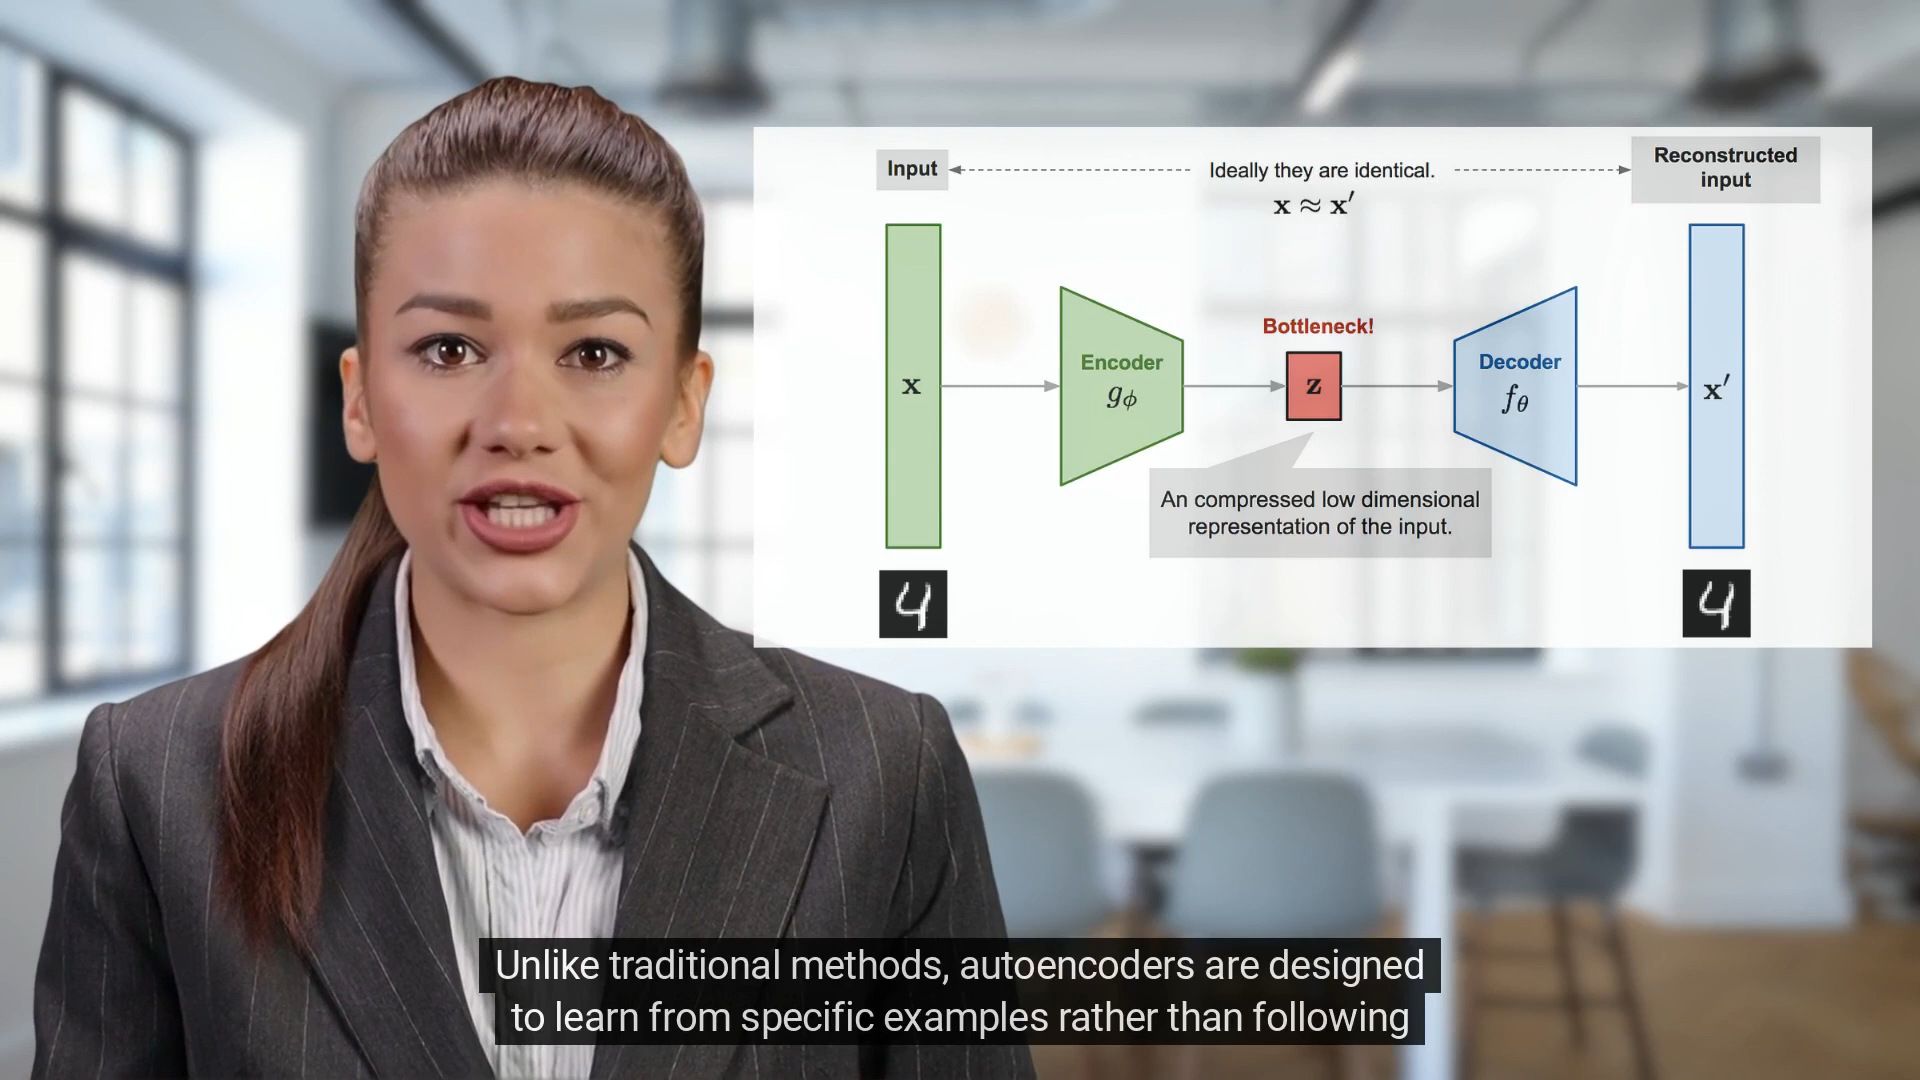 Input
Ideally they are identical.
x ≈ x′
Reconstructed
input
Bottleneck!
Encoder
gϕ
z
Decoder
fθ
x
x′
An compressed low dimensional
representation of the input.
4
4
Unlike traditional methods, autoencoders are designed
to learn from specific examples rather than following